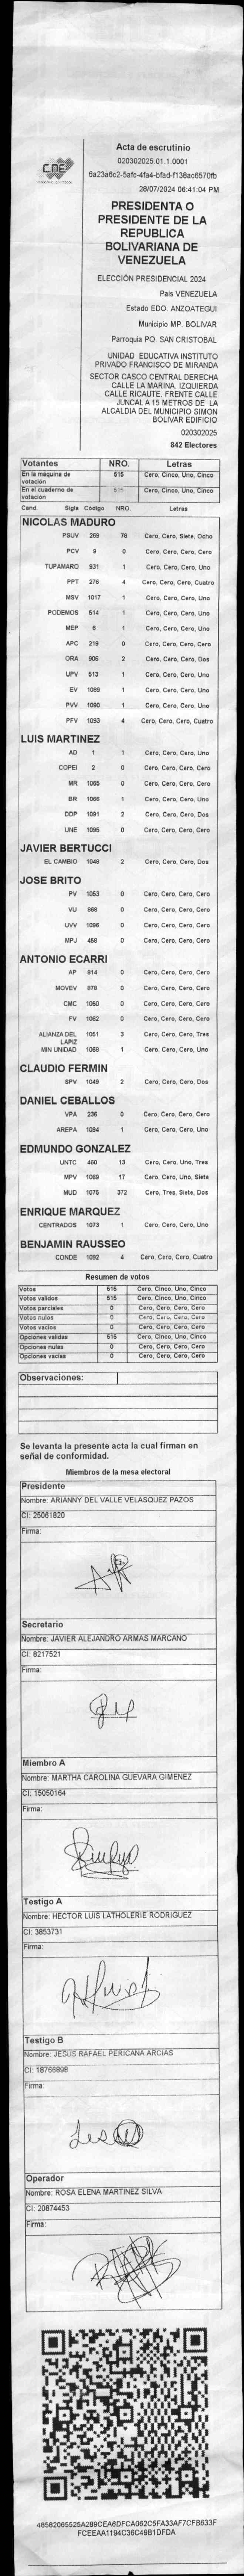 CNE
Acta de escrutinio
020302025.01.1.0001
6a23a6c2-5afc-4fa4-bfad-f138ac6570fb
28/07/2024 06:41:04 PM
PRESIDENTA O
PRESIDENTE DE LA
REPUBLICA
BOLIVARIANA DE
VENEZUELA
ELECCIÓN PRESIDENCIAL 2024
País VENEZUELA
Estado EDO. ANZOATEGUI
Municipio MP. BOLIVAR
Parroquia PQ. SAN CRISTOBAL
UNIDAD EDUCATIVA INSTITUTO
PRIVADO FRANCISCO DE MIRANDA
SECTOR CASCO CENTRAL DERECHA
CALLE LA MARINA. IZQUIERDA
CALLE RICAUTE. FRENTE CALLE
JUNCAL A 15 METROS DE LA
ALCALDIA DEL MUNICIPIO SIMON
BOLIVAR EDIFICIO
020302025
842 Electores
Votantes NRO. Letras
En la máquina de votación 515 Cero, Cinco, Uno, Cinco
En el cuaderno de votación 515 Cero, Cinco, Uno, Cinco
Cand. Sigla Código NRO. Letras
NICOLAS MADURO
PSUV 269 78 Cero, Cero, Siete, Ocho
PCV 9 0 Cero, Cero, Cero, Cero
TUPAMARO 931 1 Cero, Cero, Cero, Uno
PPT 276 4 Cero, Cero, Cero, Cuatro
MSV 1017 1 Cero, Cero, Cero, Uno
PODEMOS 514 1 Cero, Cero, Cero, Uno
MEP 6 1 Cero, Cero, Cero, Uno
APC 219 0 Cero, Cero, Cero, Cero
ORA 906 2 Cero, Cero, Cero, Dos
UPV 513 1 Cero, Cero, Cero, Uno
EV 1089 1 Cero, Cero, Cero, Uno
PVV 1090 1 Cero, Cero, Cero, Uno
PFV 1093 4 Cero, Cero, Cero, Cuatro
LUIS MARTINEZ
AD 1 1 Cero, Cero, Cero, Uno
COPEI 2 0 Cero, Cero, Cero, Cero
MR 1085 0 Cero, Cero, Cero, Cero
BR 1066 1 Cero, Cero, Cero, Uno
DDP 1091 2 Cero, Cero, Cero, Dos
UNE 1095 0 Cero, Cero, Cero, Cero
JAVIER BERTUCCI
EL CAMBIO 1048 2 Cero, Cero, Cero, Dos
JOSE BRITO
PV 1053 0 Cero, Cero, Cero, Cero
VU 868 0 Cero, Cero, Cero, Cero
UVV 1096 0 Cero, Cero, Cero, Cero
MPJ 458 0 Cero, Cero, Cero, Cero
ANTONIO ECARRI
AP 814 0 Cero, Cero, Cero, Cero
MOVEV 878 0 Cero, Cero, Cero, Cero
CMC 1050 0 Cero, Cero, Cero, Cero
FV 1062 0 Cero, Cero, Cero, Cero
ALIANZA DEL LAPIZ 1051 3 Cero, Cero, Cero, Tres
MIN UNIDAD 1068 1 Cero, Cero, Cero, Uno
CLAUDIO FERMIN
SPV 1049 2 Cero, Cero, Cero, Dos
DANIEL CEBALLOS
VPA 236 0 Cero, Cero, Cero, Cero
AREPA 1094 1 Cero, Cero, Cero, Uno
EDMUNDO GONZALEZ
UNTC 460 13 Cero, Cero, Uno, Tres
MPV 1069 17 Cero, Cero, Uno, Siete
MUD 1075 372 Cero, Tres, Siete, Dos
ENRIQUE MARQUEZ
CENTRADOS 1073 1 Cero, Cero, Cero, Uno
BENJAMIN RAUSSEO
CONDE 1092 4 Cero, Cero, Cero, Cuatro
Resumen de votos
Votos 515 Cero, Cinco, Uno, Cinco
Votos validos 515 Cero, Cinco, Uno, Cinco
Votos parciales 0 Cero, Cero, Cero, Cero
Votos nulos 0 Cero, Cero, Cero, Cero
Votos vacios 0 Cero, Cero, Cero, Cero
Opciones validas 515 Cero, Cinco, Uno, Cinco
Opciones nulas 0 Cero, Cero, Cero, Cero
Opciones vacias 0 Cero, Cero, Cero, Cero
Observaciones:
Se levanta la presente acta la cual firman en
señal de conformidad.
Miembros de la mesa electoral
Presidente
Nombre: ARIANNY DEL VALLE VELASQUEZ PAZOS
CI: 25061820
Firma:
Secretario
Nombre: JAVIER ALEJANDRO ARMAS MARCANO
CI: 8217521
Firma:
Miembro A
Nombre: MARTHA CAROLINA GUEVARA GIMENEZ
CI: 15050164
Firma:
Testigo A
Nombre: HECTOR LUIS LATHOLERIE RODRIGUEZ
CI: 3853731
Firma:
Testigo B
Nombre: JESUS RAFAEL PERICANA ARCIAS
CI: 18766898
Firma:
Operador
Nombre: ROSA ELENA MARTINEZ SILVA
CI: 20874453
Firma:
46582065525A289CEA6DFCA062C5FA33AF7CFB633F
FCEEAA1194C36C49B1DFDA